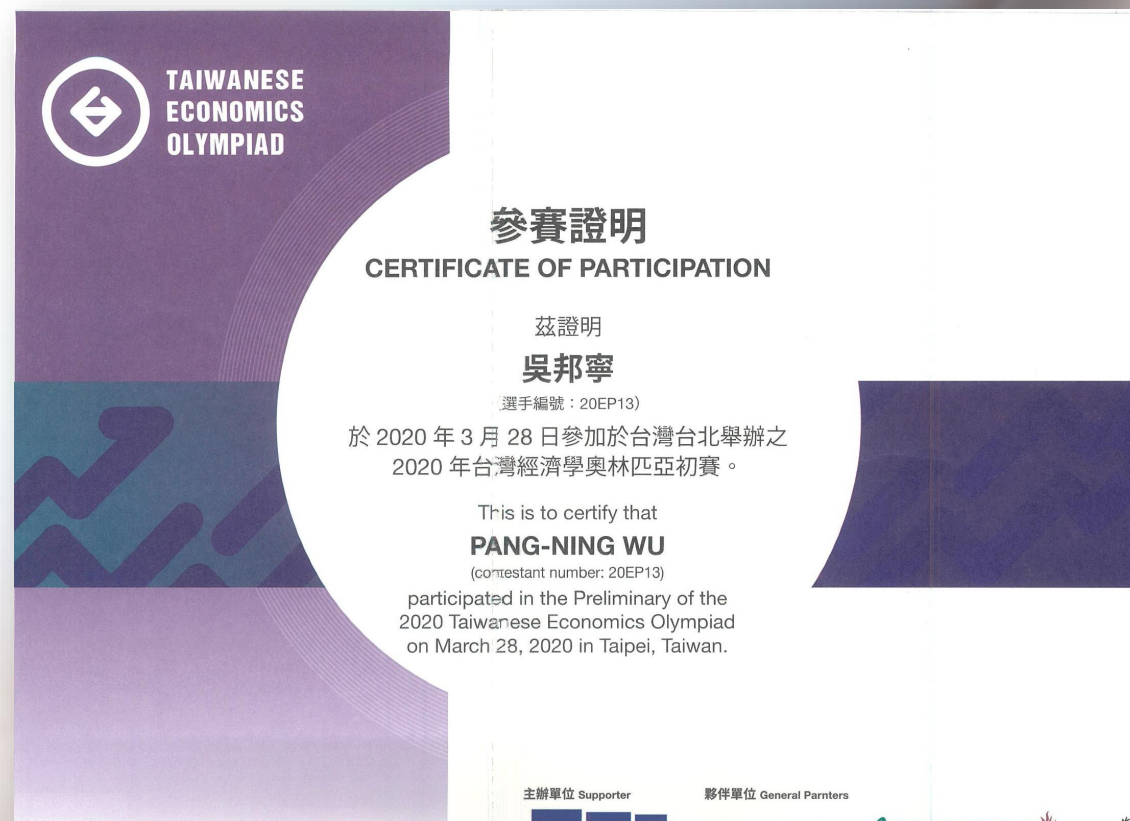 TAIWANESE
ECONOMICS
OLYMPIAD
參賽證明
CERTIFICATE OF PARTICIPATION
茲證明
吳邦寧
(選手編號：20EP13)
於 2020 年 3 月 28 日參加於台灣台北舉辦之
2020 年台灣經濟學奧林匹亞初賽。
This is to certify that
PANG-NING WU
(contestant number: 20EP13)
participated in the Preliminary of the
2020 Taiwanese Economics Olympiad
on March 28, 2020 in Taipei, Taiwan.
主辦單位 Supporter
夥伴單位 General Parnters